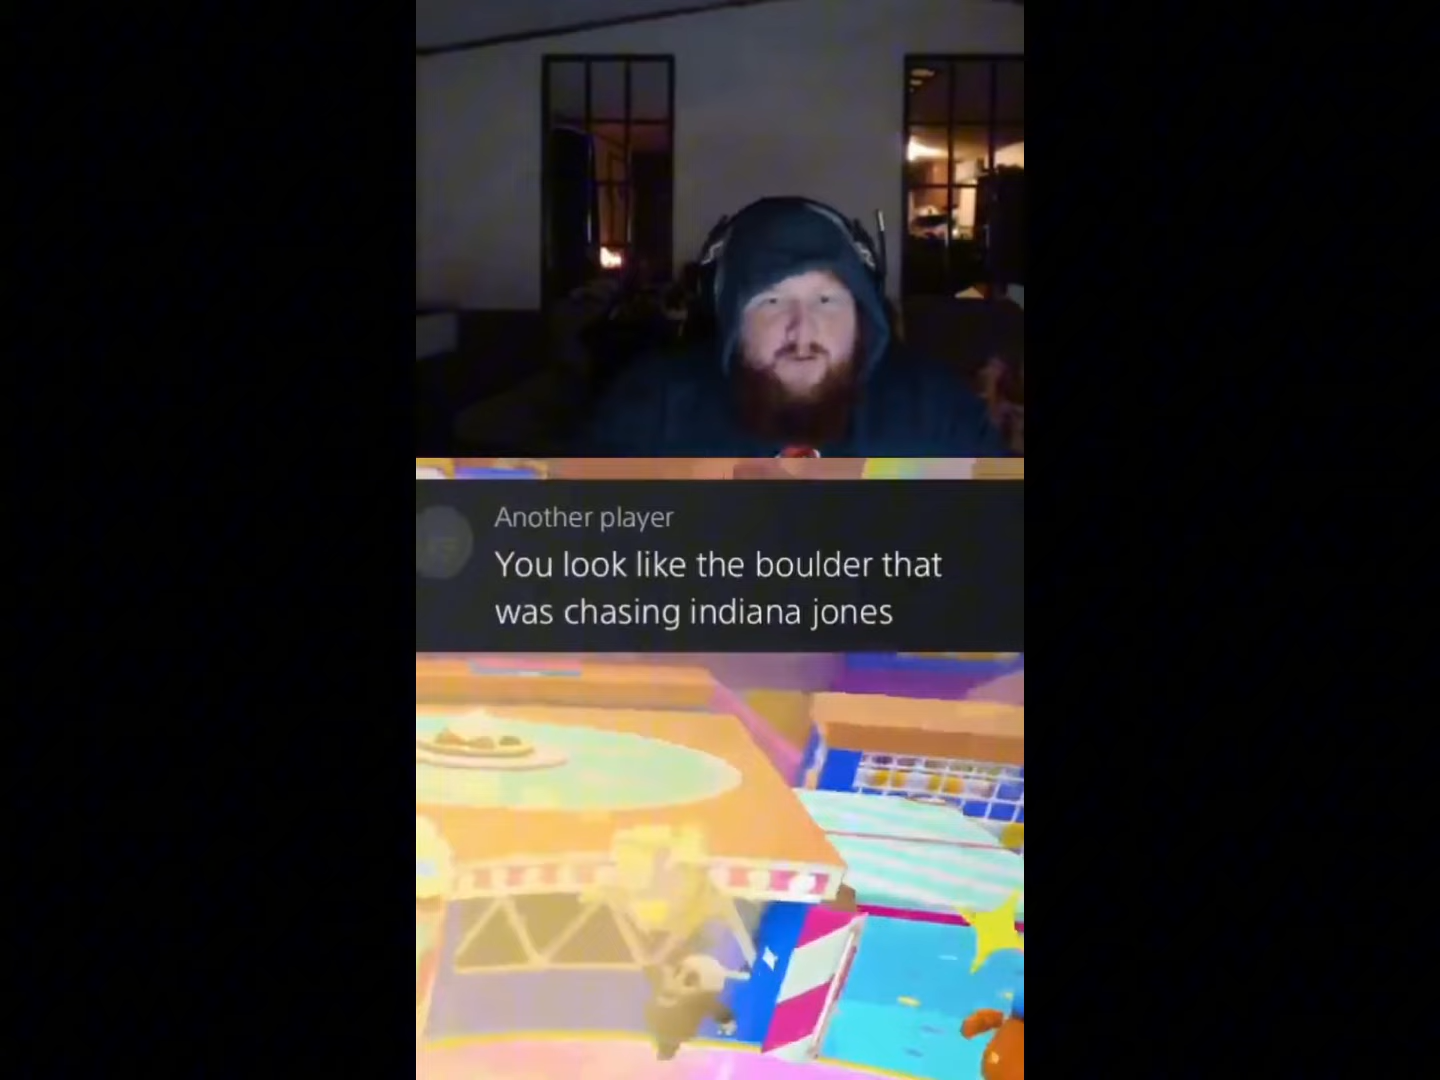 Another player
You look like the boulder that
was chasing indiana jones